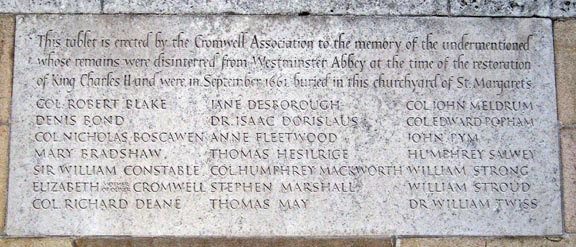 This tablet is erected by the Cromwell Association to the memory of the undermentioned
whose remains were disinterred from Westminster Abbey at the time of the restoration
of King Charles II and were in September 1661 buried in this churchyard of St Margaret's
COL. ROBERT BLAKE JANE DESBOROUGH COL JOHN MELDRUM
DENIS BOND DR. ISAAC DORISLAUS COL EDWARD POPHAM
COL NICHOLAS BOSCAWEN ANNE FLEETWOOD JOHN PYM
MARY BRADSHAW THOMAS HESILRIGE HUMPHREY SALWEY
SIR WILLIAM CONSTABLE COL HUMPHREY MACKWORTH WILLIAM STRONG
ELIZABETH CROMWELL STEPHEN MARSHALL WILLIAM STROUD
COL. RICHARD DEANE THOMAS MAY DR WILLIAM TWISS